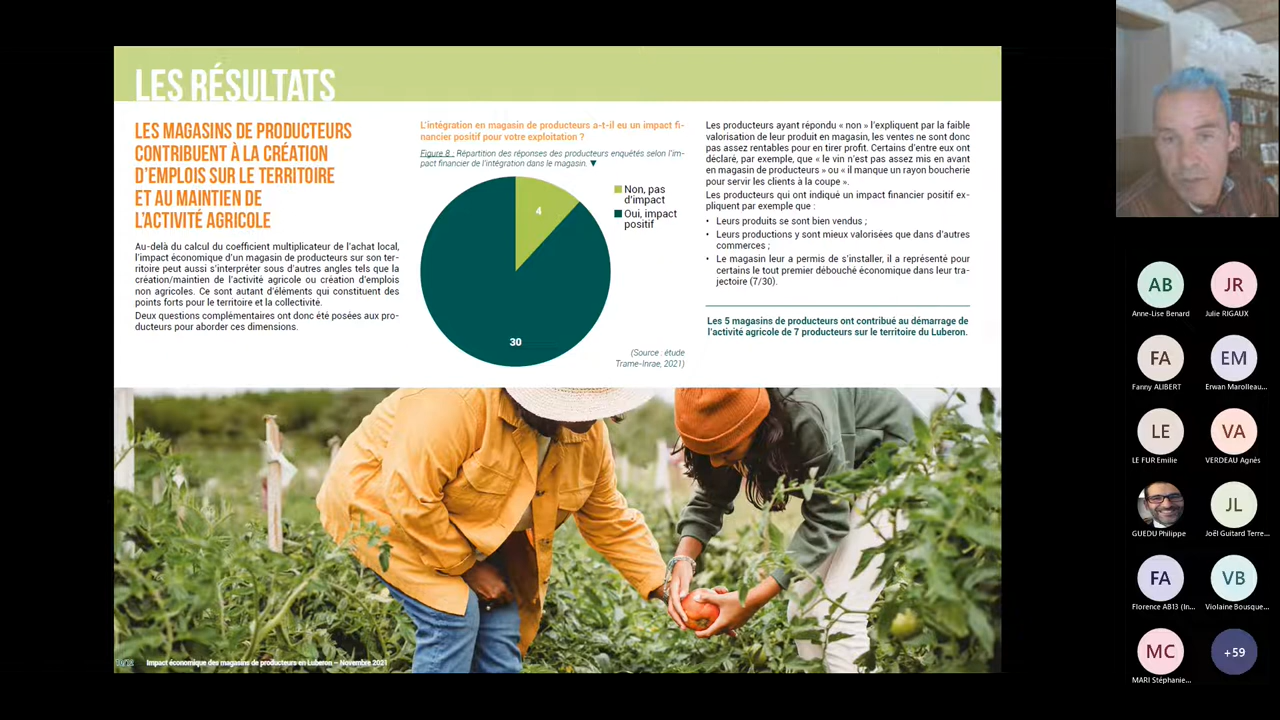 LES RÉSULTATS
LES MAGASINS DE PRODUCTEURS
CONTRIBUENT À LA CRÉATION
D'EMPLOIS SUR LE TERRITOIRE
ET AU MAINTIEN DE
L'ACTIVITÉ AGRICOLE
Au-delà du calcul du coefficient multiplicateur de l'achat local,
l'impact économique d'un magasin de producteurs sur son ter-
ritoire peut aussi s'interpréter sous d'autres angles tels que la
création/maintien de l'activité agricole ou création d'emplois
non agricoles. Ce sont autant d'éléments qui constituent des
points forts pour le territoire et la collectivité.
Deux questions complémentaires ont donc été posées aux pro-
ducteurs pour aborder ces dimensions.
L'intégration en magasin de producteurs a-t-il eu un impact fi-
nancier positif pour votre exploitation ?
Figure 8 : Répartition des réponses des producteurs enquêtés selon l'im-
pact financier de l'intégration dans le magasin. ▼
Non, pas
d'impact
Oui, impact
positif
4
30
(Source : étude
Trame-Inrae, 2021)
Les producteurs ayant répondu « non » l'expliquent par la faible
valorisation de leur produit en magasin, les ventes ne sont donc
pas assez rentables pour en tirer profit. Certains d'entre eux ont
déclaré, par exemple, que « le vin n'est pas assez mis en avant
en magasin de producteurs » ou « il manque un rayon boucherie
pour servir les clients à la coupe ».
Les producteurs qui ont indiqué un impact financier positif ex-
pliquent par exemple que :
• Leurs produits se sont bien vendus ;
• Leurs productions y sont mieux valorisées que dans d'autres
commerces ;
• Le magasin leur a permis de s'installer, il a représenté pour
certains le tout premier débouché économique dans leur tra-
jectoire (7/30).
Les 5 magasins de producteurs ont contribué au démarrage de
l'activité agricole de 7 producteurs sur le territoire du Luberon.
Impact économique des magasins de producteurs en Luberon – Novembre 2021
AB
Anne-Lise Benard
JR
Julie RIGAUX
FA
Fanny ALIBERT
EM
Erwan Marolleau...
LE
LE FUR Emilie
VA
VERDEAU Agnés
GUEDU Philippe
JL
Joël Guitard Terre...
FA
Florence AB13 (In...
VB
Violaine Bousque...
MC
MARI Stéphanie...
+59